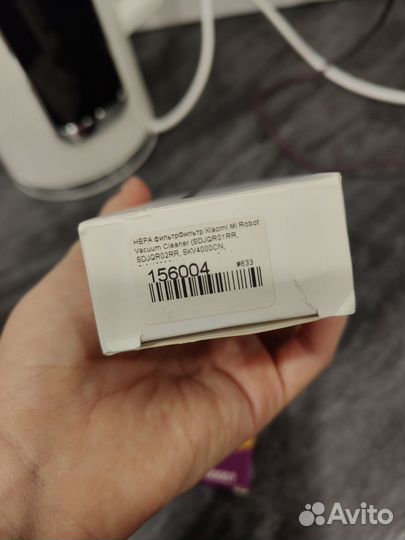 HEPA фильтрФильтр Xiaomi Mi Robot
Vacuum Cleaner (SDJQR01RR,
SDJQR02RR, SKV4000CN,
156004
#633
Avito